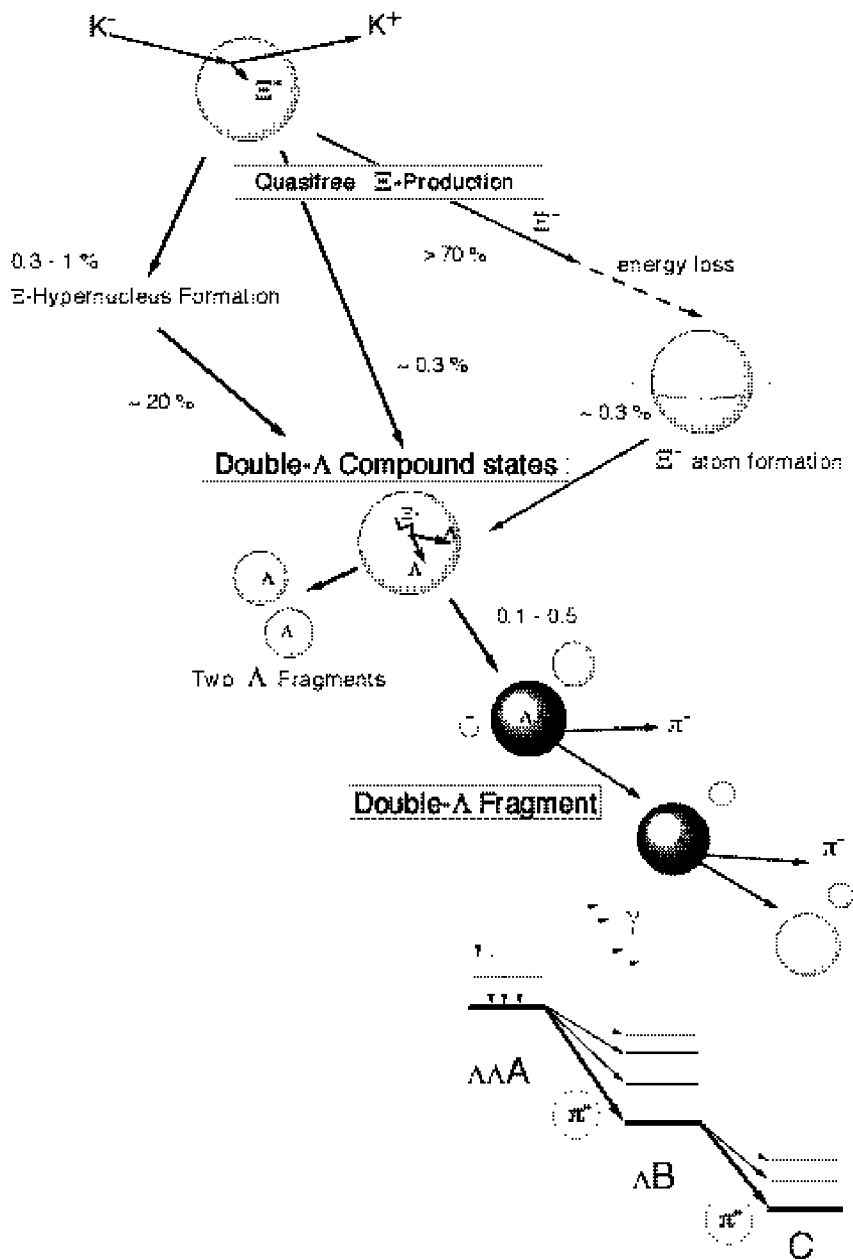 K⁻
K⁺
Ξ⁻
Quasifree Ξ-Production
Ξ⁻
0.3 - 1 %
> 70 %
energy loss
Ξ-Hypernucleus Formation
~ 0.3 %
~ 20 %
~ 0.3 %
Double-Λ Compound states
Ξ⁻ atom formation
Ξ-
Λ
Λ
Λ
Λ
0.1 - 0.5
Two Λ Fragments
Λ
π⁻
Double-Λ Fragment
π⁻
γ
ΛΛA
π⁻
ΛB
π⁻
C